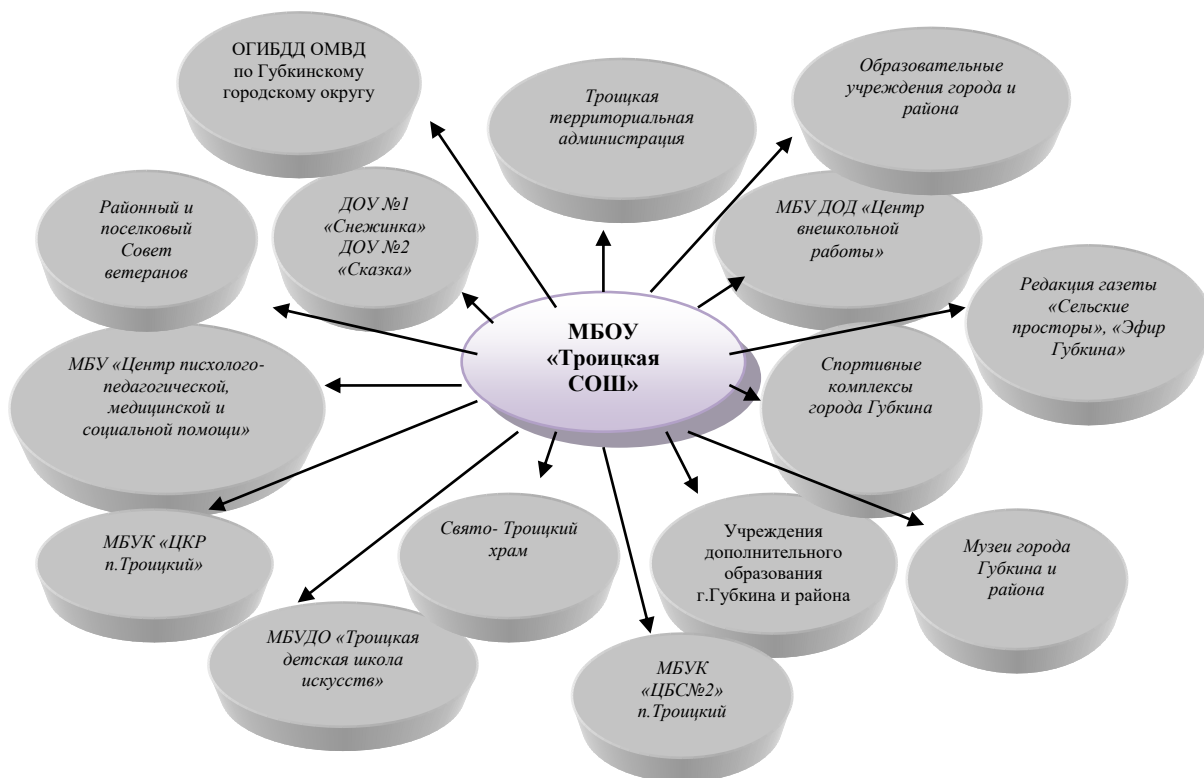 ОГИБДД ОМВД
по Губкинскому
городскому округу
Троицкая
территориальная
администрация
Образовательные
учреждения города и
района
Районный и
поселковый
Совет
ветеранов
ДОУ №1
«Снежинка»
ДОУ №2
«Сказка»
МБУ ДОД «Центр
внешкольной
работы»
Редакция газеты
«Сельские
просторы», «Эфир
Губкина»
МБОУ
«Троицкая
СОШ»
МБУ «Центр писхолого-
педагогической,
медицинской и
социальной помощи»
Спортивные
комплексы
города Губкина
МБУК «ЦКР
п.Троицкий»
Свято- Троицкий
храм
Учреждения
дополнительного
образования
г.Губкина и района
Музеи города
Губкина и
района
МБУДО «Троицкая
детская школа
искусств»
МБУК
«ЦБС№2»
п.Троицкий